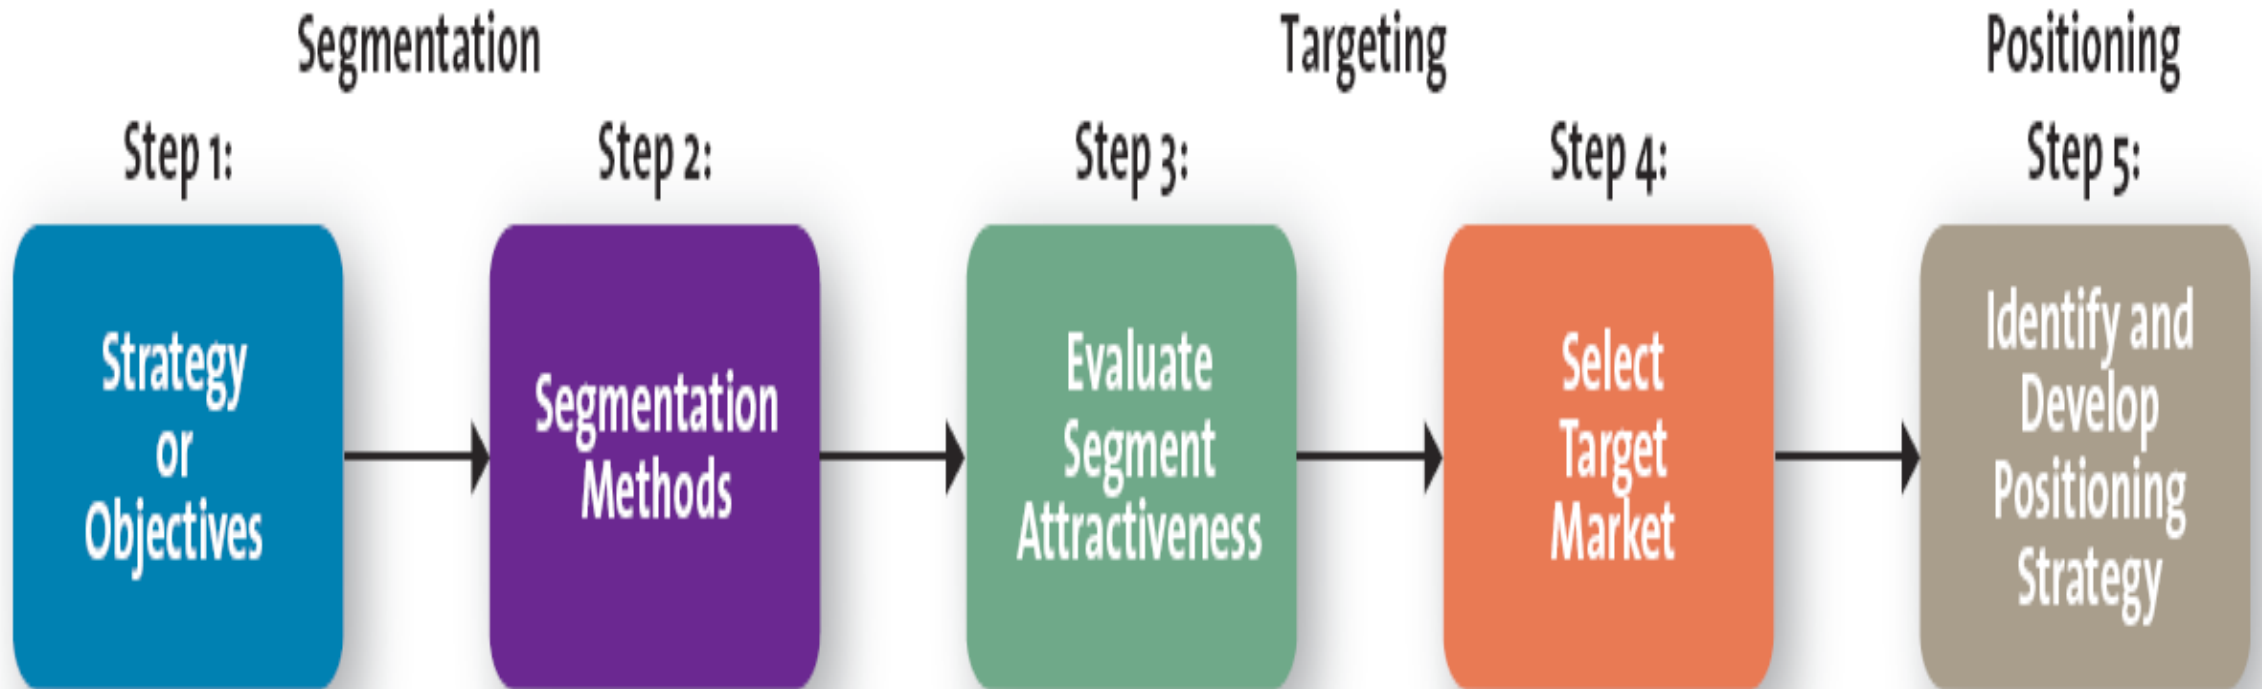 Segmentation
Targeting
Positioning
Step 1:
Step 2:
Step 3:
Step 4:
Step 5:
Strategy
or
Objectives
Segmentation
Methods
Evaluate
Segment
Attractiveness
Select
Target
Market
Identify and
Develop
Positioning
Strategy